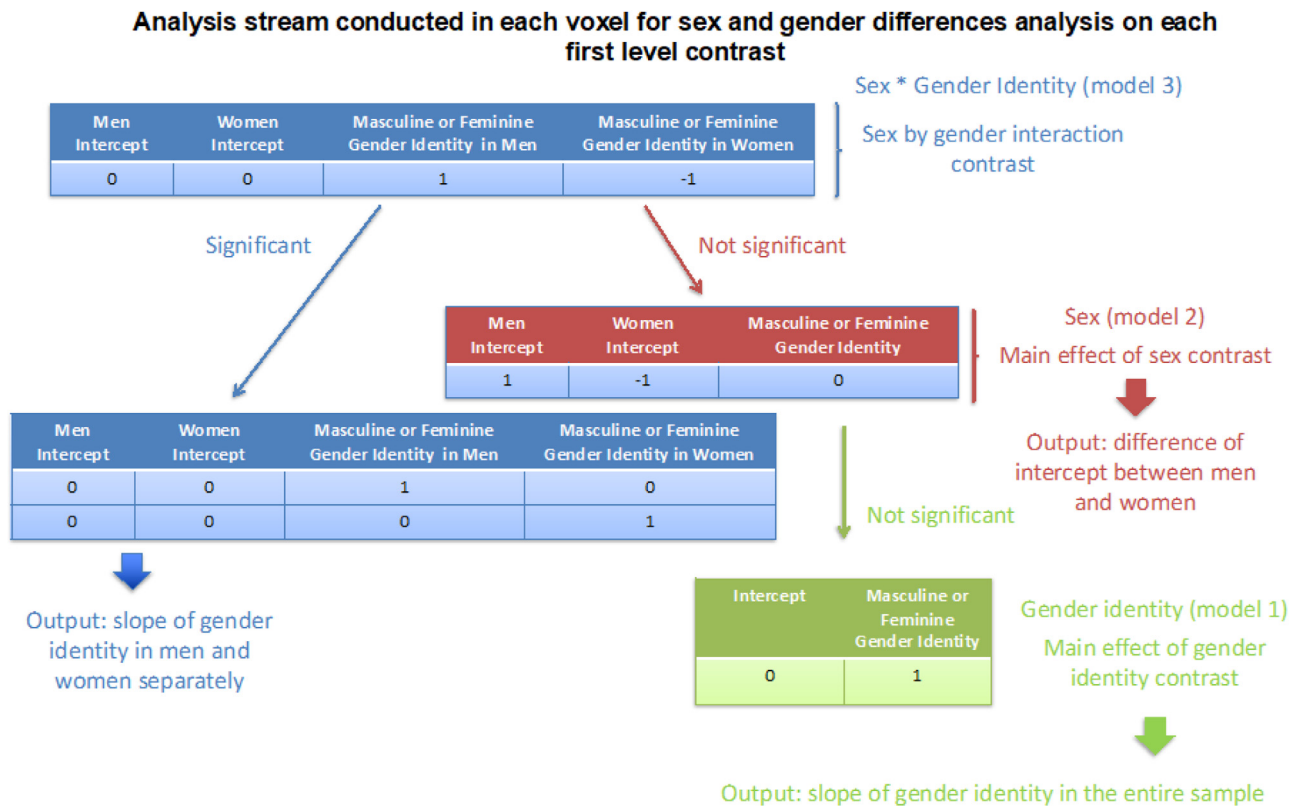 Analysis stream conducted in each voxel for sex and gender differences analysis on each
first level contrast
Sex * Gender Identity (model 3)
Men Intercept Women Intercept Masculine or Feminine Gender Identity in Men Masculine or Feminine Gender Identity in Women
0 0 1 -1
Sex by gender interaction
contrast
Significant
Not significant
Men Intercept Women Intercept Masculine or Feminine Gender Identity
1 -1 0
Sex (model 2)
Main effect of sex contrast
Output: difference of
intercept between men
and women
Men Intercept Women Intercept Masculine or Feminine Gender Identity in Men Masculine or Feminine Gender Identity in Women
0 0 1 0
0 0 0 1
Not significant
Output: slope of gender
identity in men and
women separately
Intercept Masculine or Feminine Gender Identity
0 1
Gender identity (model 1)
Main effect of gender
identity contrast
Output: slope of gender identity in the entire sample